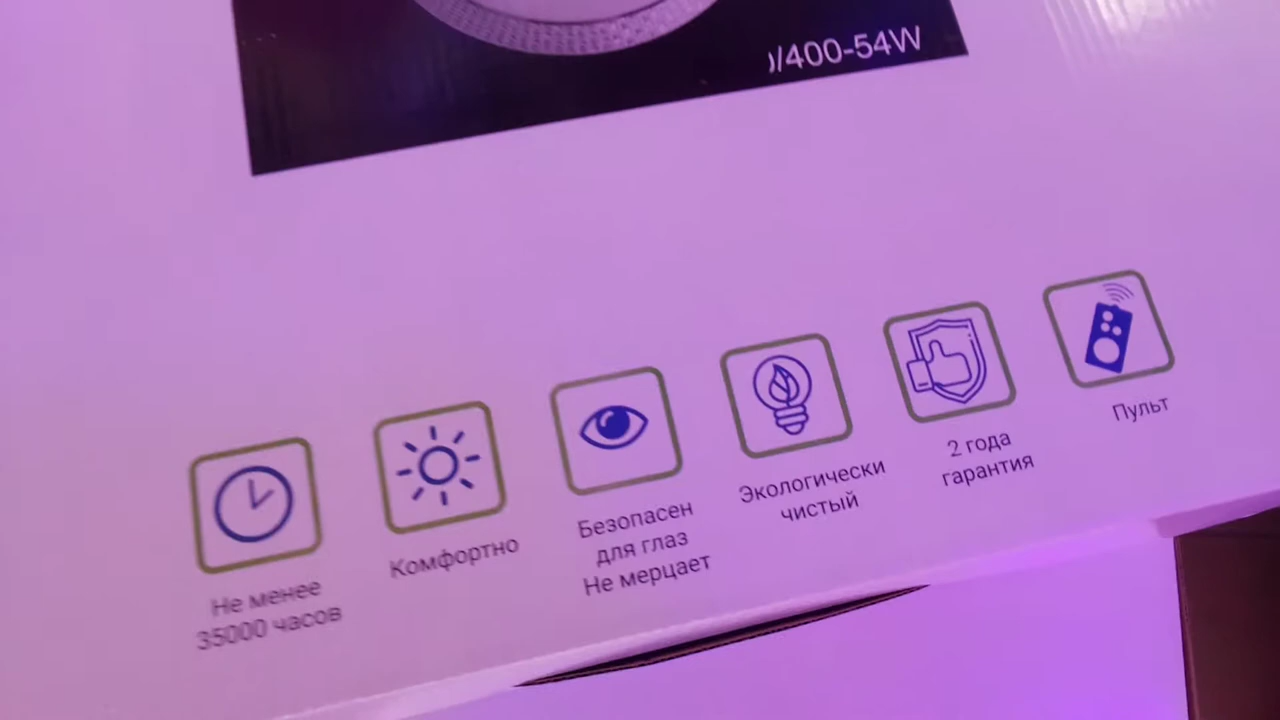 )/400-54W
Не менее
35000 часов
Комфортно
Безопасен
для глаз
Не мерцает
Экологически
чистый
2 года
гарантия
Пульт